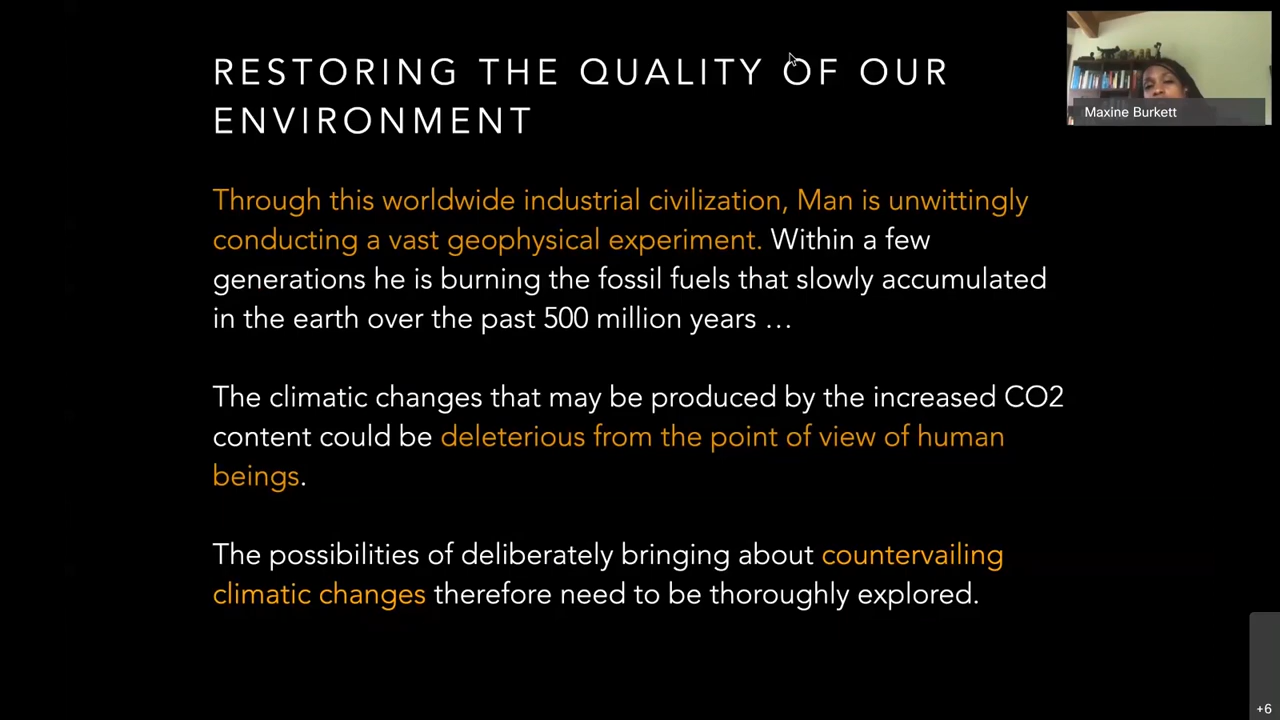 RESTORING THE QUALITY OF OUR
ENVIRONMENT
Maxine Burkett
Through this worldwide industrial civilization, Man is unwittingly
conducting a vast geophysical experiment. Within a few
generations he is burning the fossil fuels that slowly accumulated
in the earth over the past 500 million years …
The climatic changes that may be produced by the increased CO2
content could be deleterious from the point of view of human
beings.
The possibilities of deliberately bringing about countervailing
climatic changes therefore need to be thoroughly explored.
+6